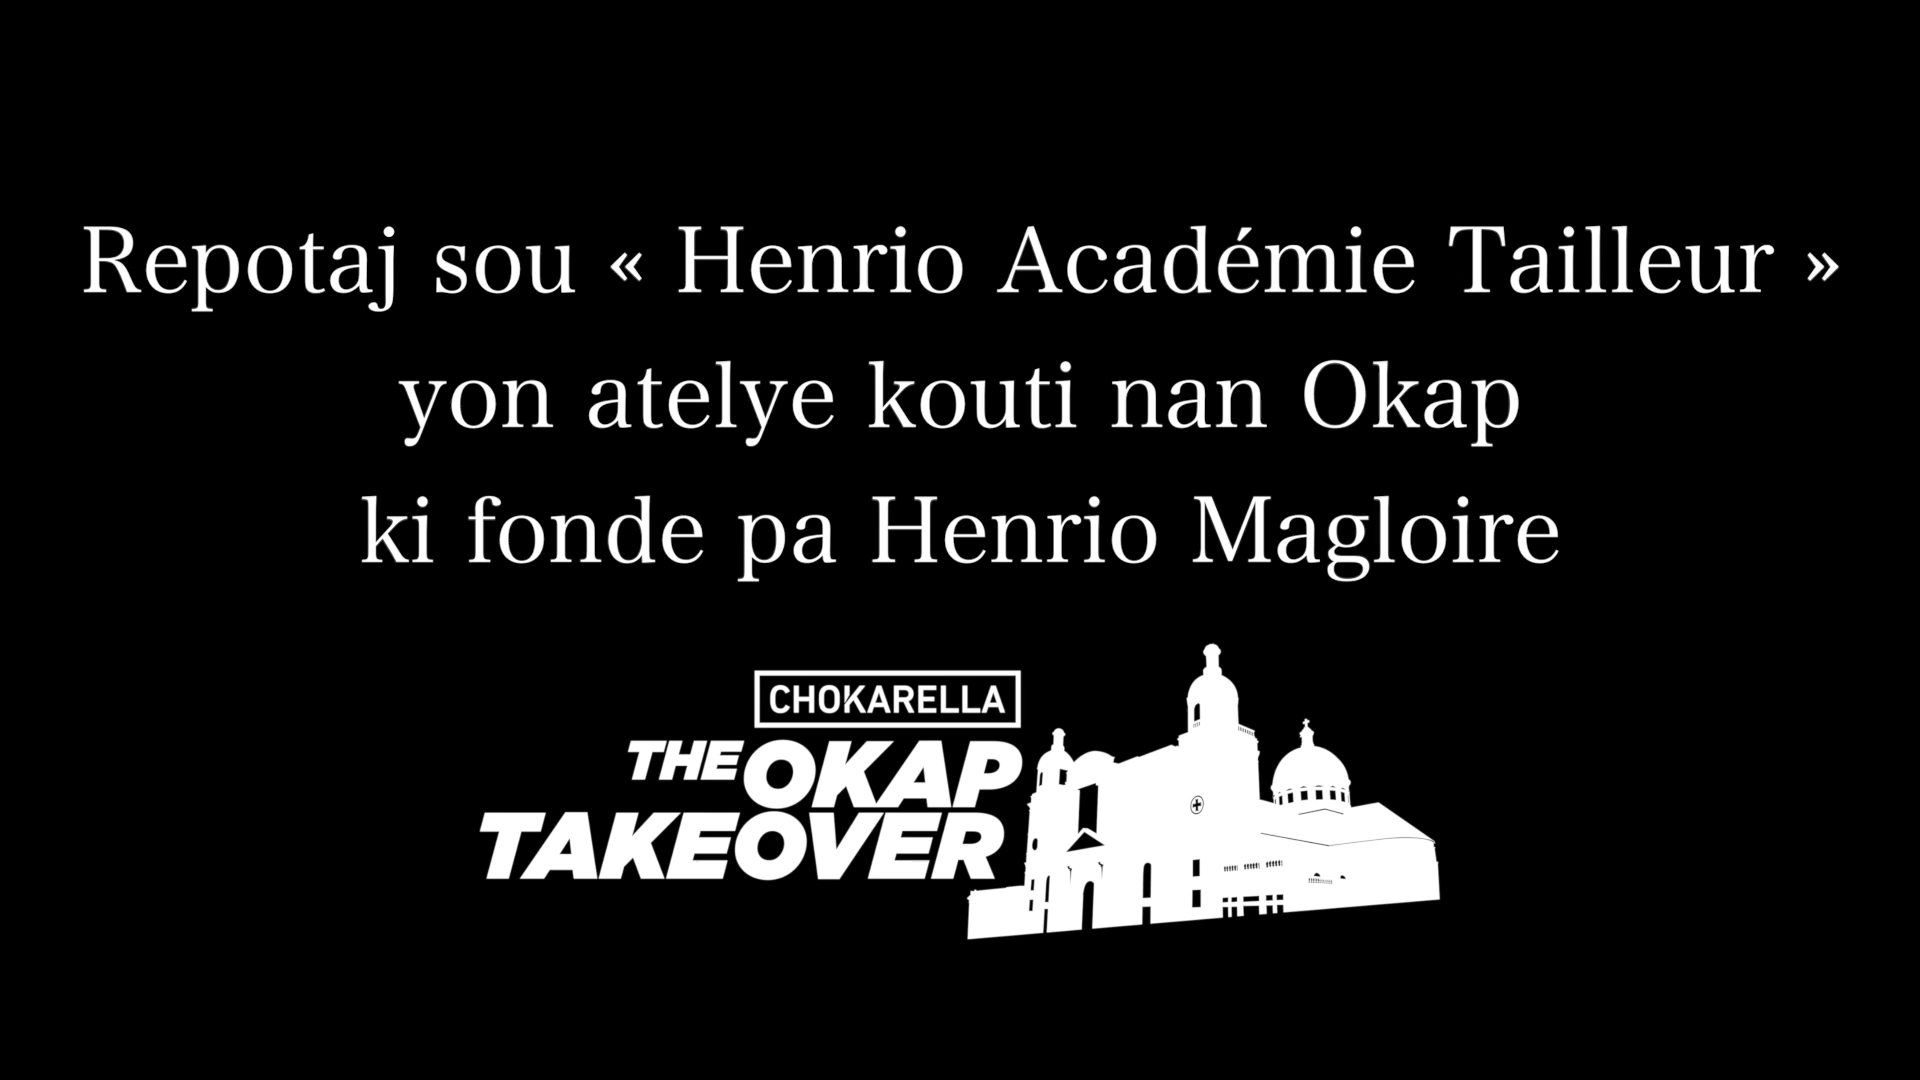 Repotaj sou « Henrio Académie Tailleur »
yon atelye kouti nan Okap
ki fonde pa Henrio Magloire
CHOKARELLA
THE OKAP
TAKEOVER